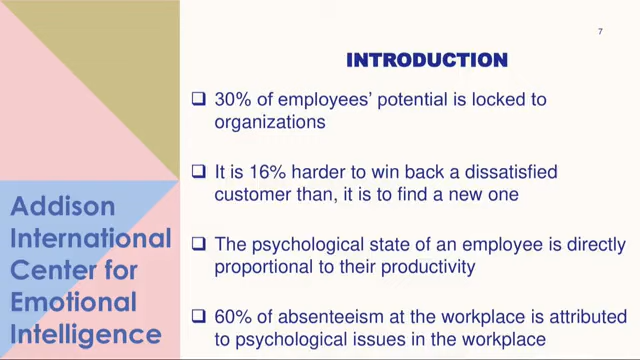 7
INTRODUCTION
❑ 30% of employees' potential is locked to
organizations
❑ It is 16% harder to win back a dissatisfied
customer than, it is to find a new one
❑ The psychological state of an employee is directly
proportional to their productivity
❑ 60% of absenteeism at the workplace is attributed
to psychological issues in the workplace
Addison
International
Center for
Emotional
Intelligence